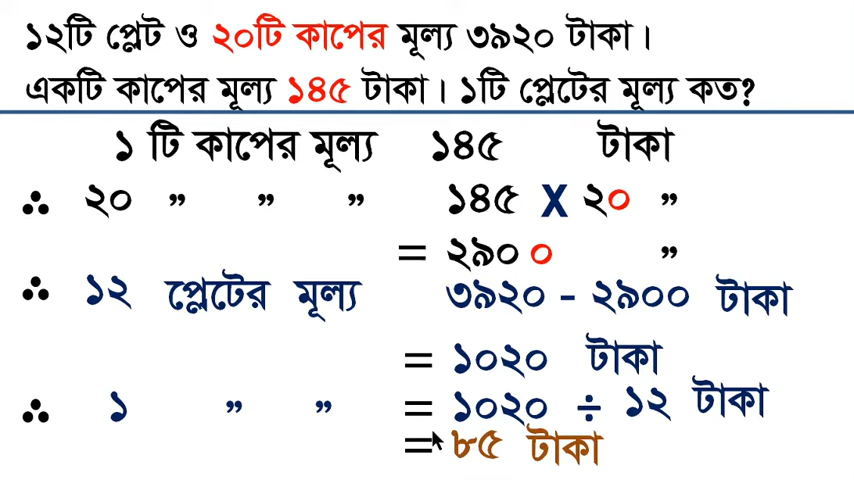 ১২টি প্লেট ও ২০টি কাপের মূল্য ৩৯২০ টাকা।
একটি কাপের মূল্য ১৪৫ টাকা। ১টি প্লেটের মূল্য কত?
১ টি কাপের মূল্য ১৪৫ টাকা
∴ ২০ ” ” ” ১৪৫ X ২০ ”
= ২৯০০ ”
∴ ১২ প্লেটের মূল্য ৩৯২০ - ২৯০০ টাকা
= ১০২০ টাকা
∴ ১ ” ” = ১০২০ ÷ ১২ টাকা
= ৮৫ টাকা